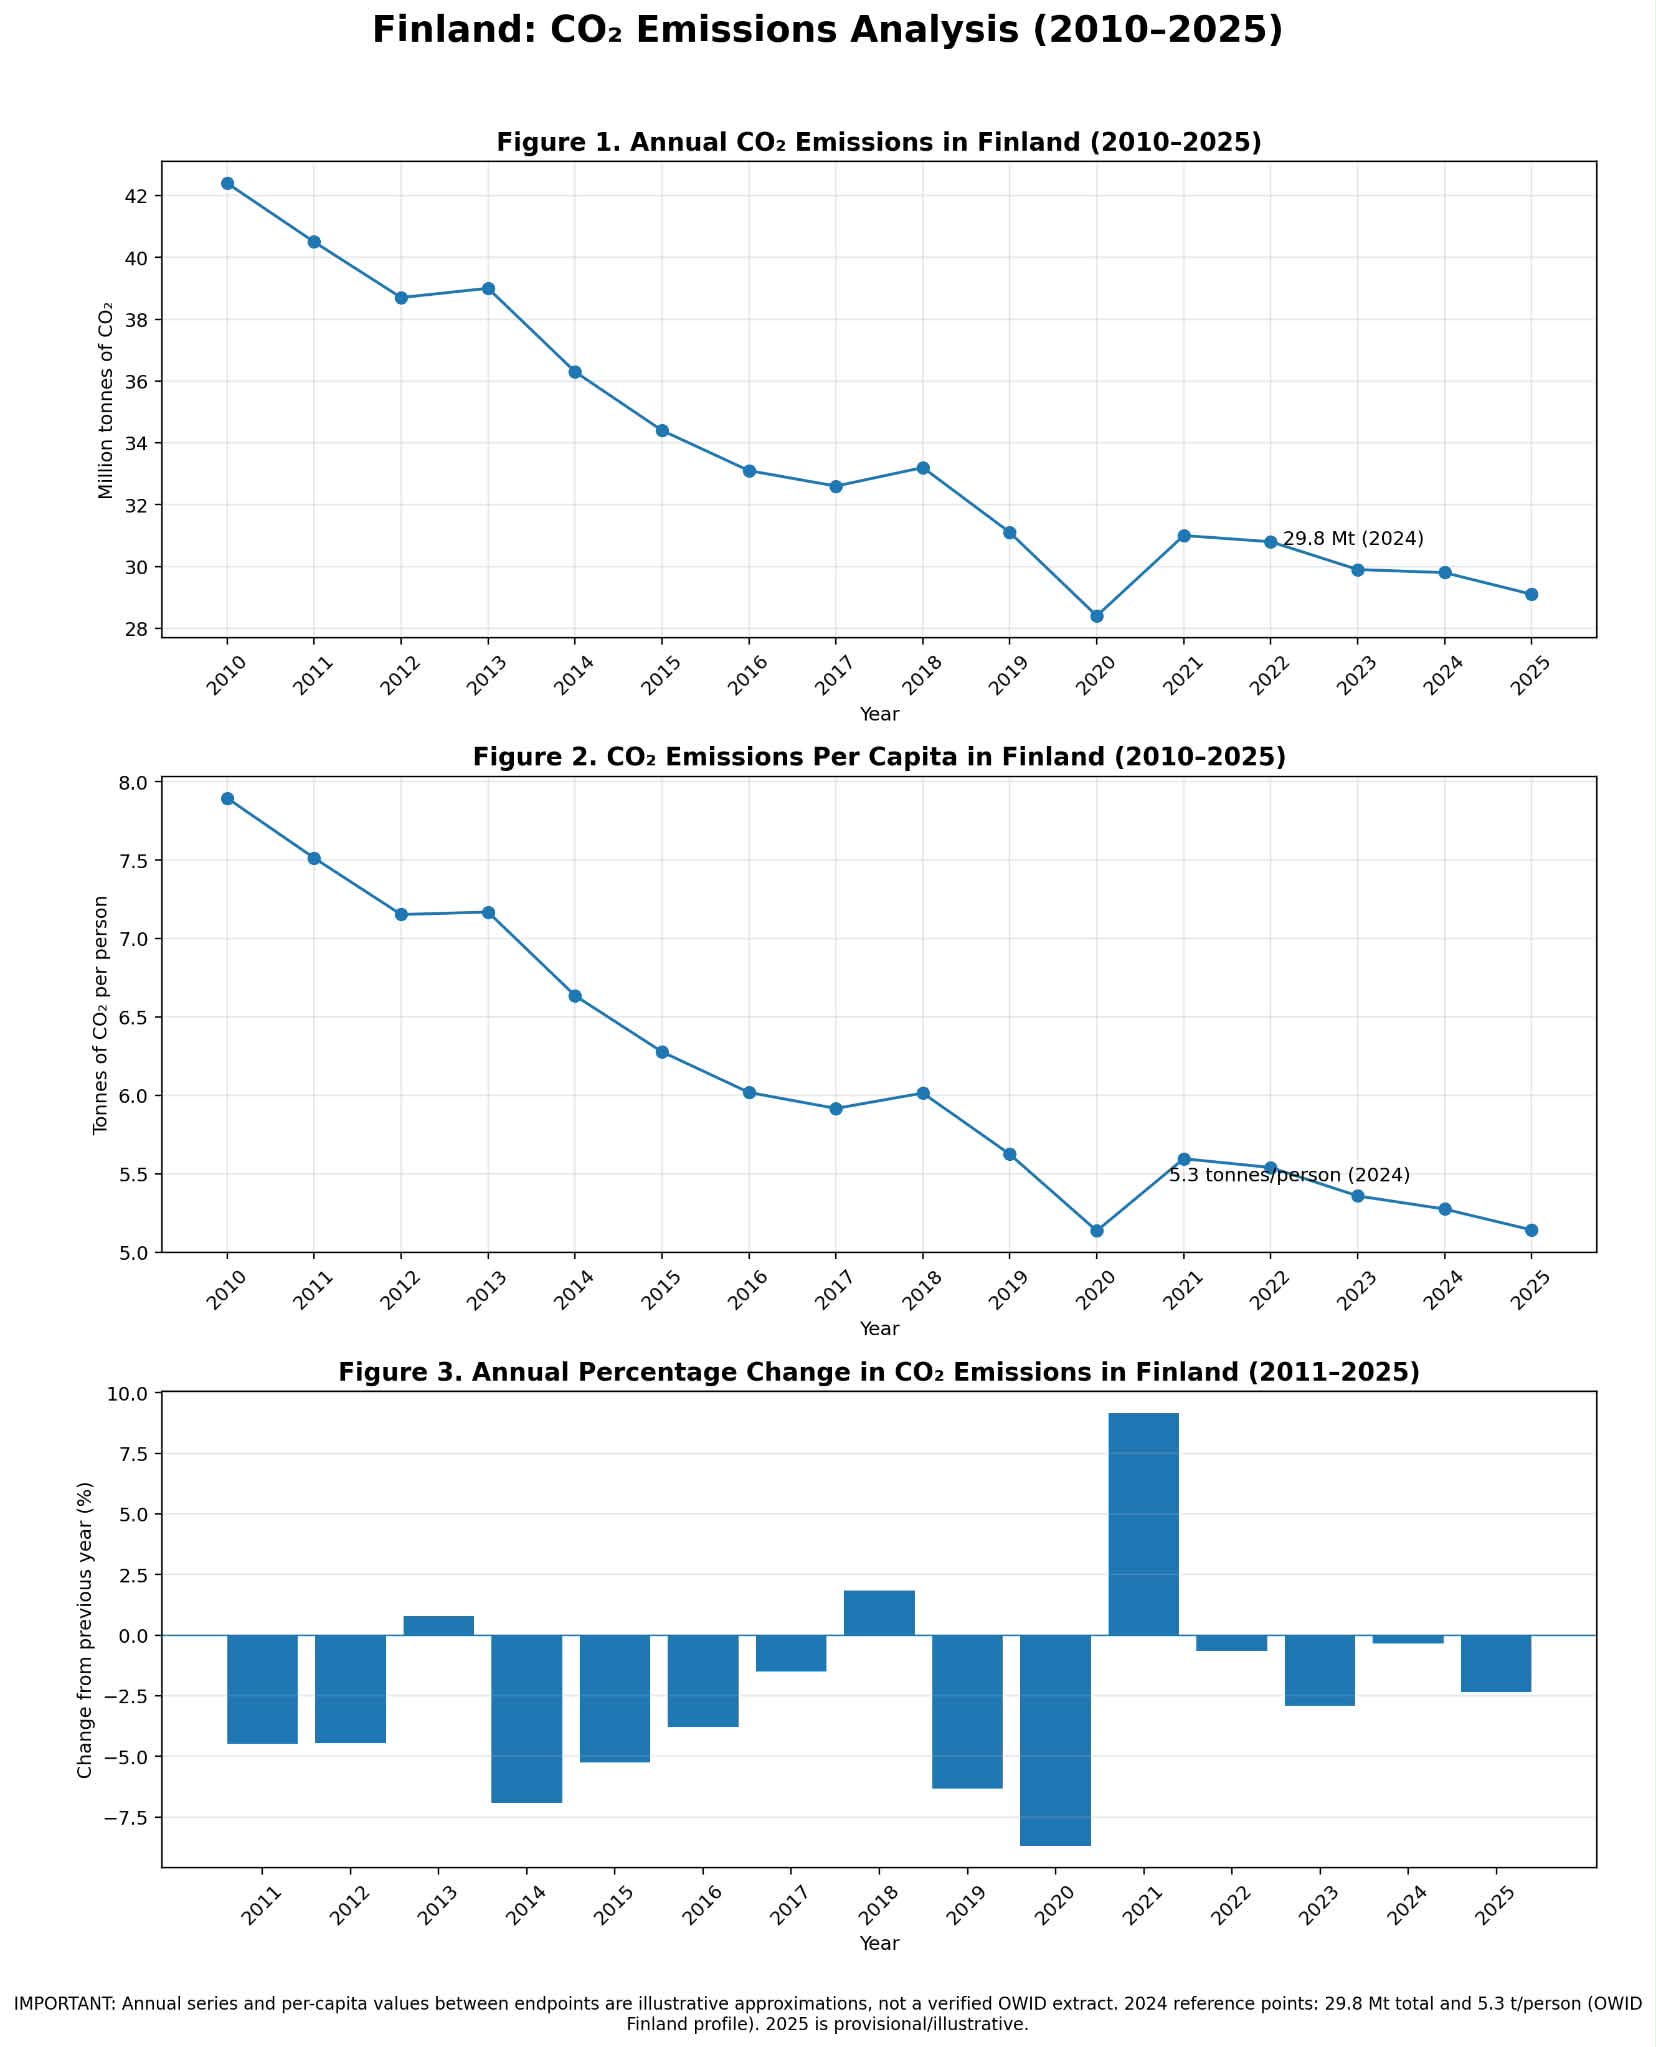 Finland: CO₂ Emissions Analysis (2010–2025)
Figure 1. Annual CO₂ Emissions in Finland (2010–2025)
Million tonnes of CO₂
42
40
38
36
34
32
30
28
29.8 Mt (2024)
2010 2011 2012 2013 2014 2015 2016 2017 2018 2019 2020 2021 2022 2023 2024 2025
Year
Figure 2. CO₂ Emissions Per Capita in Finland (2010–2025)
Tonnes of CO₂ per person
8.0
7.5
7.0
6.5
6.0
5.5
5.0
5.3 tonnes/person (2024)
2010 2011 2012 2013 2014 2015 2016 2017 2018 2019 2020 2021 2022 2023 2024 2025
Year
Figure 3. Annual Percentage Change in CO₂ Emissions in Finland (2011–2025)
Change from previous year (%)
10.0
7.5
5.0
2.5
0.0
−2.5
−5.0
−7.5
2011 2012 2013 2014 2015 2016 2017 2018 2019 2020 2021 2022 2023 2024 2025
Year
IMPORTANT: Annual series and per-capita values between endpoints are illustrative approximations, not a verified OWID extract. 2024 reference points: 29.8 Mt total and 5.3 t/person (OWID
Finland profile). 2025 is provisional/illustrative.